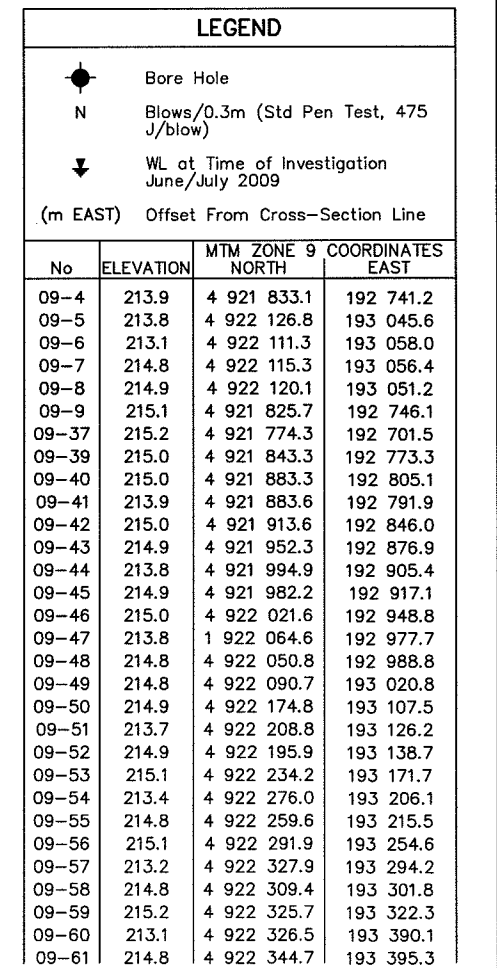 LEGEND
Bore Hole
N Blows/0.3m (Std Pen Test, 475
J/blow)
WL at Time of Investigation
June/July 2009
(m EAST) Offset From Cross-Section Line
No ELEVATION MTM ZONE 9 COORDINATES
NORTH EAST
09-4 213.9 4 921 833.1 192 741.2
09-5 213.8 4 922 126.8 193 045.6
09-6 213.1 4 922 111.3 193 058.0
09-7 214.8 4 922 115.3 193 056.4
09-8 214.9 4 922 120.1 193 051.2
09-9 215.1 4 921 825.7 192 746.1
09-37 215.2 4 921 774.3 192 701.5
09-39 215.0 4 921 843.3 192 773.3
09-40 215.0 4 921 883.3 192 805.1
09-41 213.9 4 921 883.6 192 791.9
09-42 215.0 4 921 913.6 192 846.0
09-43 214.9 4 921 952.3 192 876.9
09-44 213.8 4 921 994.9 192 905.4
09-45 214.9 4 921 982.2 192 917.1
09-46 215.0 4 922 021.6 192 948.8
09-47 213.8 1 922 064.6 192 977.7
09-48 214.8 4 922 050.8 192 988.8
09-49 214.8 4 922 090.7 193 020.8
09-50 214.9 4 922 174.8 193 107.5
09-51 213.7 4 922 208.8 193 126.2
09-52 214.9 4 922 195.9 193 138.7
09-53 215.1 4 922 234.2 193 171.7
09-54 213.4 4 922 276.0 193 206.1
09-55 214.8 4 922 259.6 193 215.5
09-56 215.1 4 922 291.9 193 254.6
09-57 213.2 4 922 327.9 193 294.2
09-58 214.8 4 922 309.4 193 301.8
09-59 215.2 4 922 325.7 193 322.3
09-60 213.1 4 922 326.5 193 390.1
09-61 214.8 4 922 344.7 193 395.3